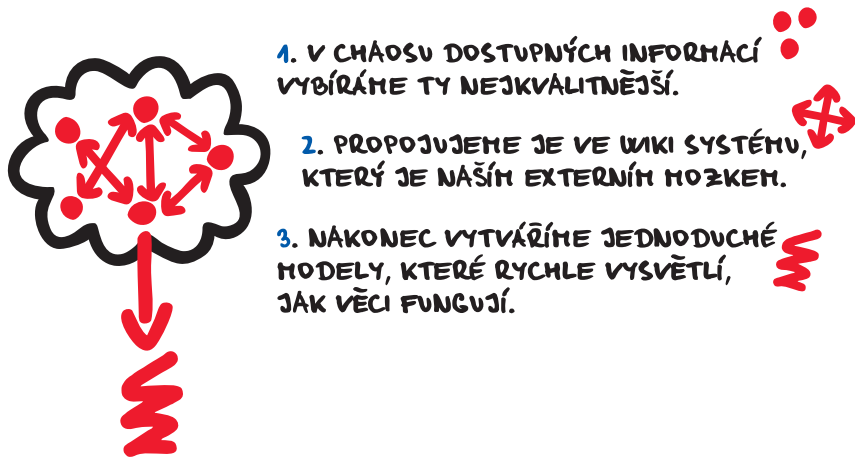 1. V CHAOSU DOSTUPNÝCH INFORMACÍ
VYBÍRÁME TY NEJKVALITNĚJŠÍ.
2. PROPOJUJEME JE VE WIKI SYSTÉMU,
KTERÝ JE NAŠÍM EXTERNÍM MOZKEM.
3. NAKONEC VYTVÁŘÍME JEDNODUCHÉ
MODELY, KTERÉ RYCHLE VYSVĚTLÍ,
JAK VĚCI FUNGUJÍ.